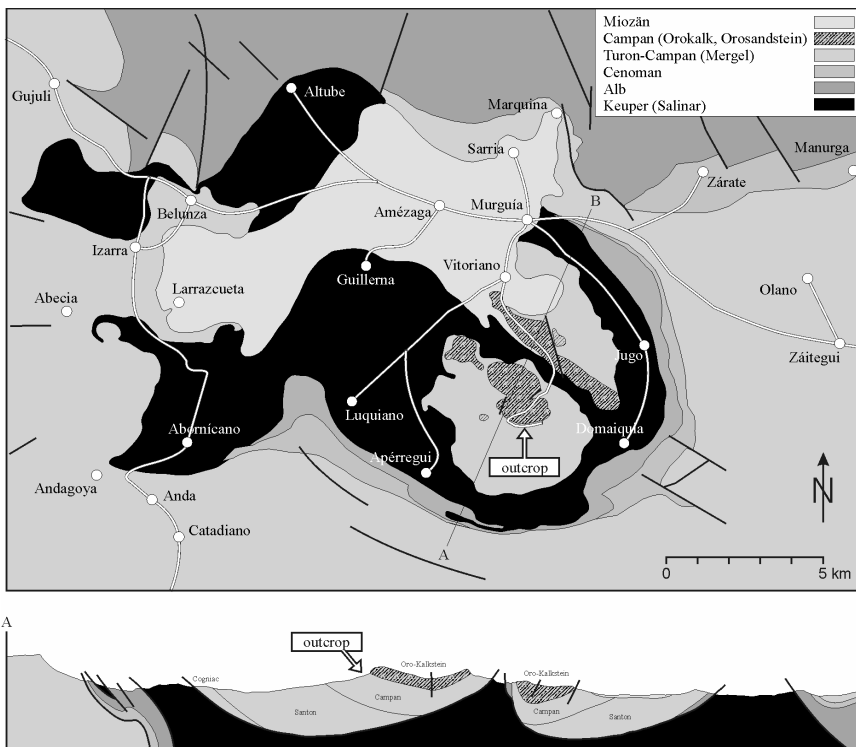 Miozän
Campan (Orokalk, Orosandstein)
Turon-Campan (Mergel)
Cenoman
Alb
Keuper (Salinar)
Gujuli
Altube
Marquina
Sarria
Manurga
Zárate
Belunza
Amézaga
Murguía
B
Izarra
Vitoriano
Guillerna
Larrazcueta
Olano
Abecia
Jugo
Záitegui
Luquiano
Abornícano
Domaiquia
Apérregui
outcrop
Andagoya
Anda
N
Catadiano
A
0 5 km
A
outcrop
Oro-Kalkstein
Oro-Kalkstein
Cogniac
Campan
Santon
Campan
Santon